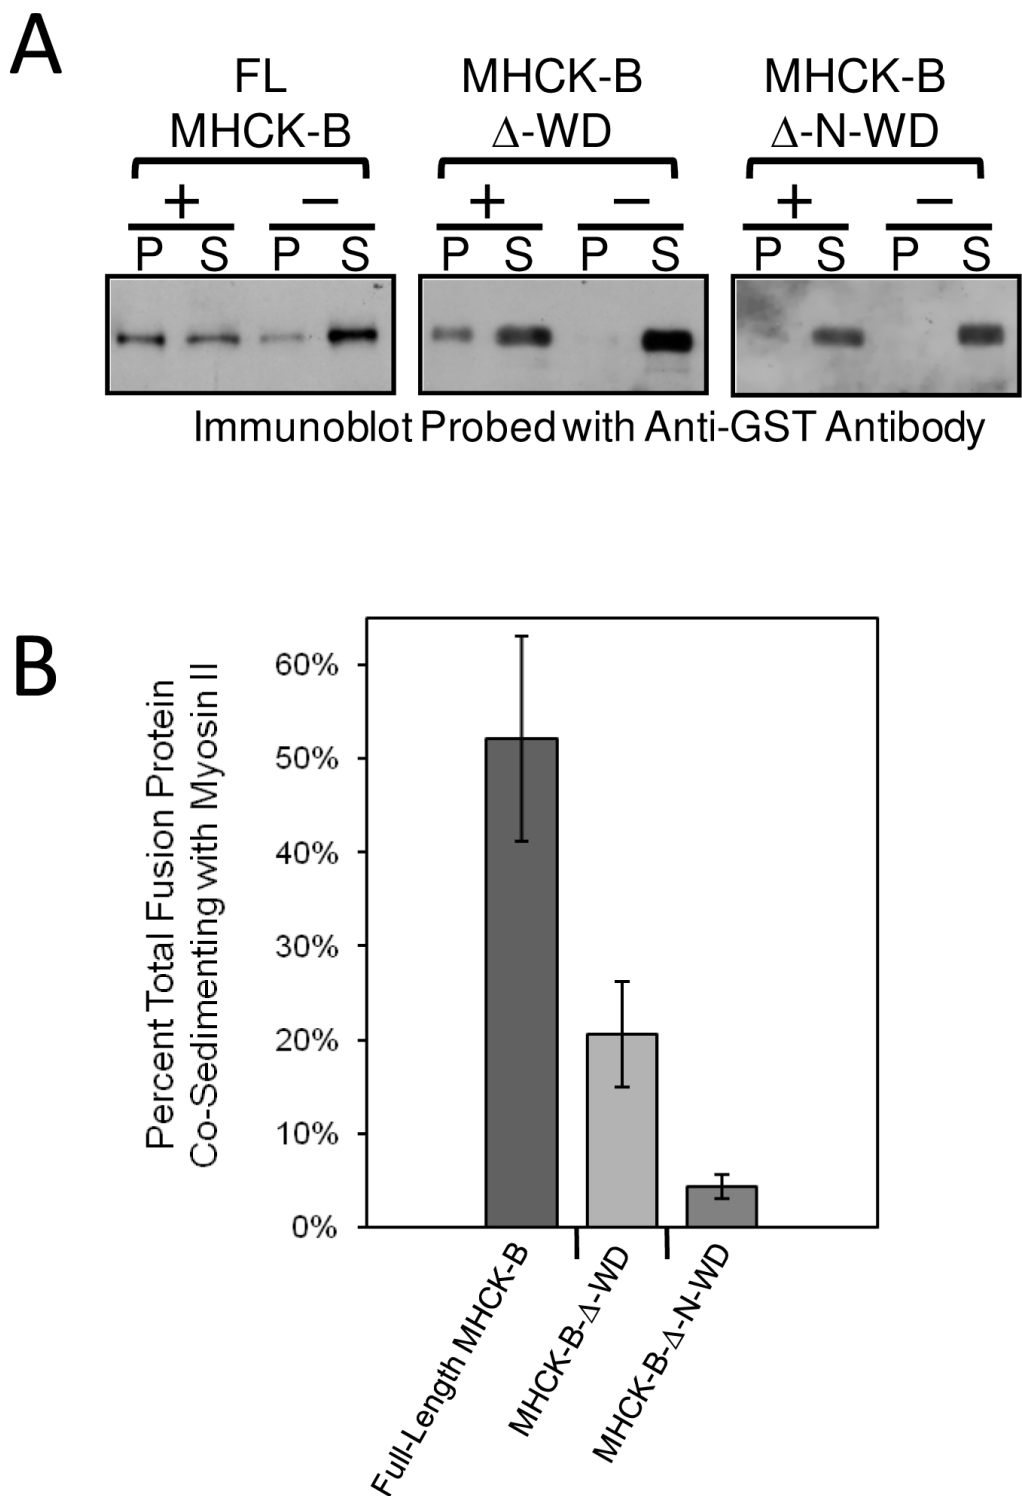 A
FL
MHCK-B
MHCK-B
Δ-WD
MHCK-B
Δ-N-WD
+ − + − + −
P S P S P S P S P S P S
Immunoblot Probed with Anti-GST Antibody
B
Percent Total Fusion Protein
Co-Sedimenting with Myosin II
60%
50%
40%
30%
20%
10%
0%
Full-Length MHCK-B
MHCK-B-Δ-WD
MHCK-B-Δ-N-WD